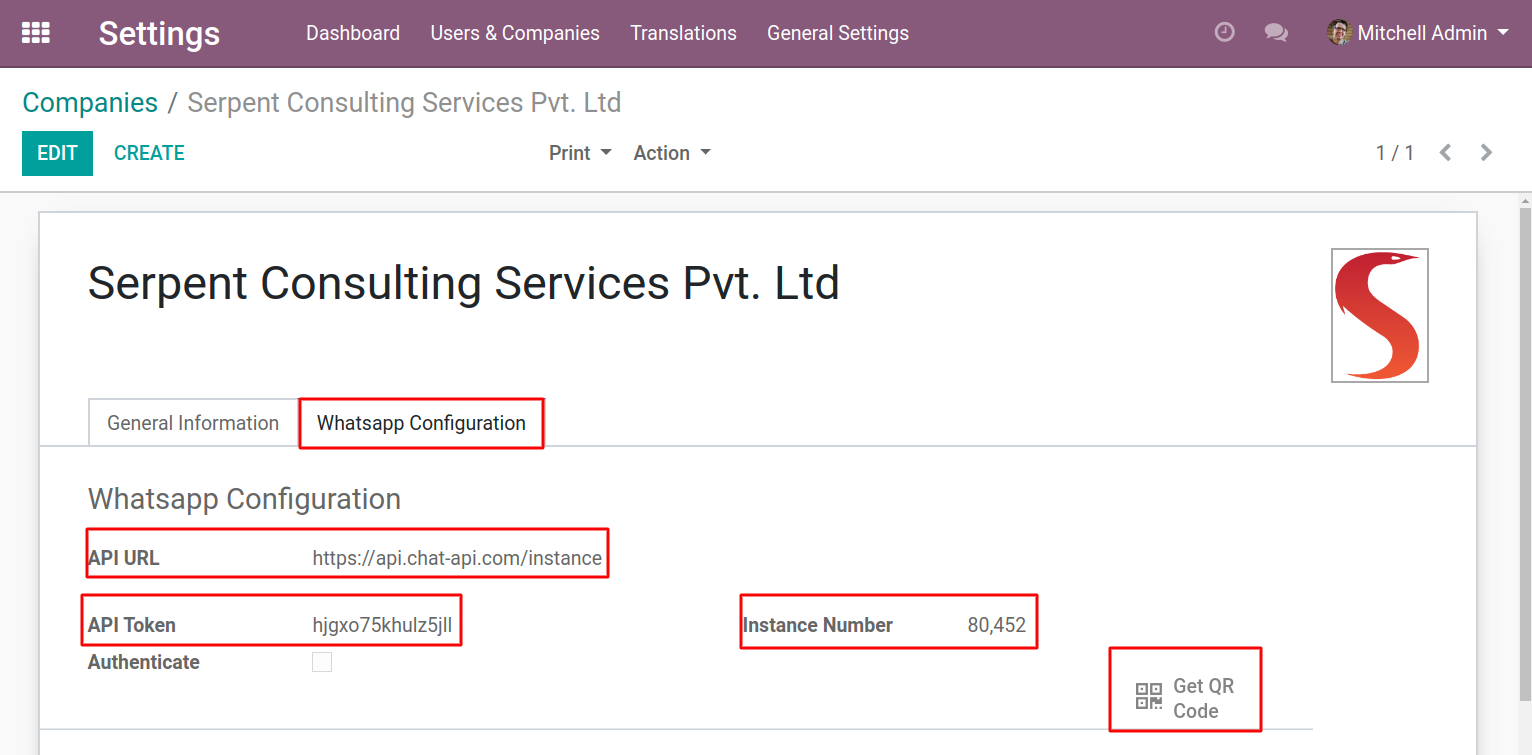 Settings Dashboard Users & Companies Translations General Settings Mitchell Admin
Companies / Serpent Consulting Services Pvt. Ltd
EDIT CREATE Print Action 1 / 1
Serpent Consulting Services Pvt. Ltd
General Information Whatsapp Configuration
Whatsapp Configuration
API URL https://api.chat-api.com/instance
API Token hjgxo75khulz5jll Instance Number 80,452
Authenticate
Get QR
Code